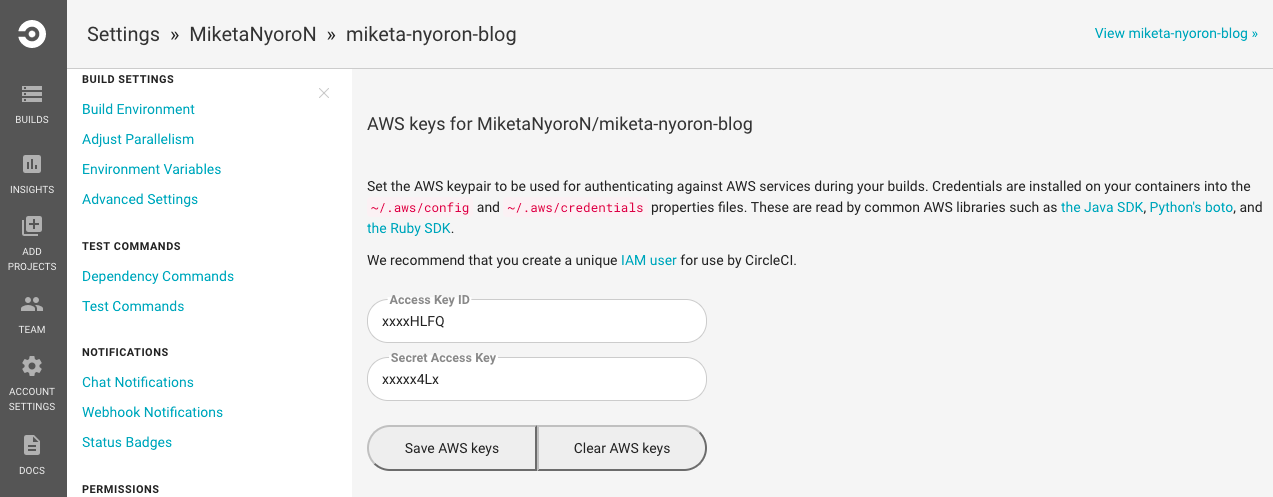 Settings » MiketaNyoroN » miketa-nyoron-blog
View miketa-nyoron-blog »
BUILDS
INSIGHTS
ADD
PROJECTS
TEAM
ACCOUNT
SETTINGS
DOCS
BUILD SETTINGS
Build Environment
Adjust Parallelism
Environment Variables
Advanced Settings
TEST COMMANDS
Dependency Commands
Test Commands
NOTIFICATIONS
Chat Notifications
Webhook Notifications
Status Badges
PERMISSIONS
AWS keys for MiketaNyoroN/miketa-nyoron-blog
Set the AWS keypair to be used for authenticating against AWS services during your builds. Credentials are installed on your containers into the
~/.aws/config and ~/.aws/credentials properties files. These are read by common AWS libraries such as the Java SDK, Python's boto, and
the Ruby SDK.
We recommend that you create a unique IAM user for use by CircleCI.
Access Key ID
xxxxHLFQ
Secret Access Key
xxxxx4Lx
Save AWS keys
Clear AWS keys